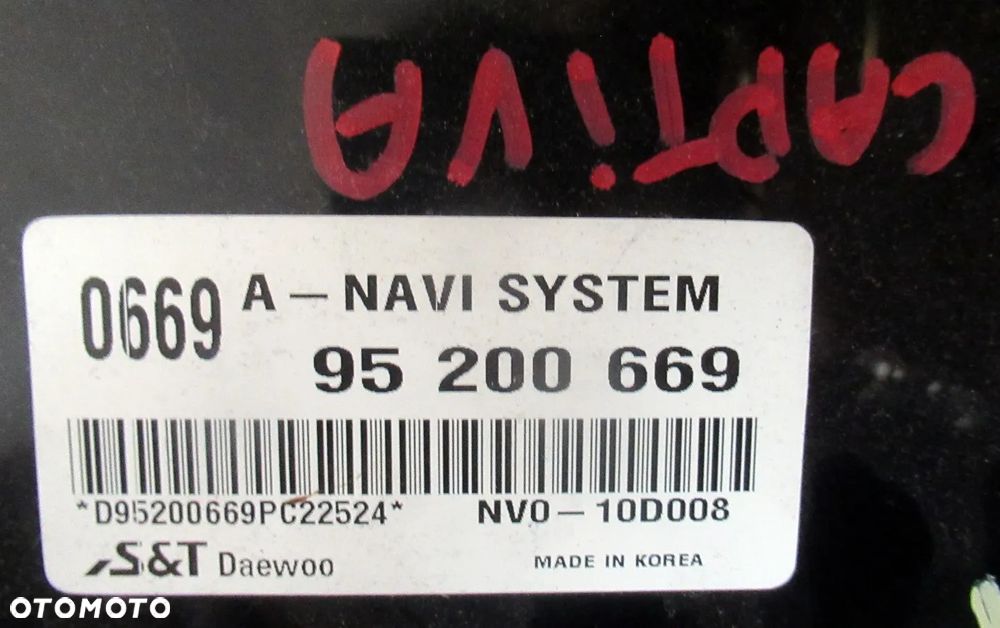 CAPTIVA
0669 A-NAVI SYSTEM
95 200 669
*D95200669PC22524* NV0-10D008
S&T Daewoo MADE IN KOREA
OTOMOTO